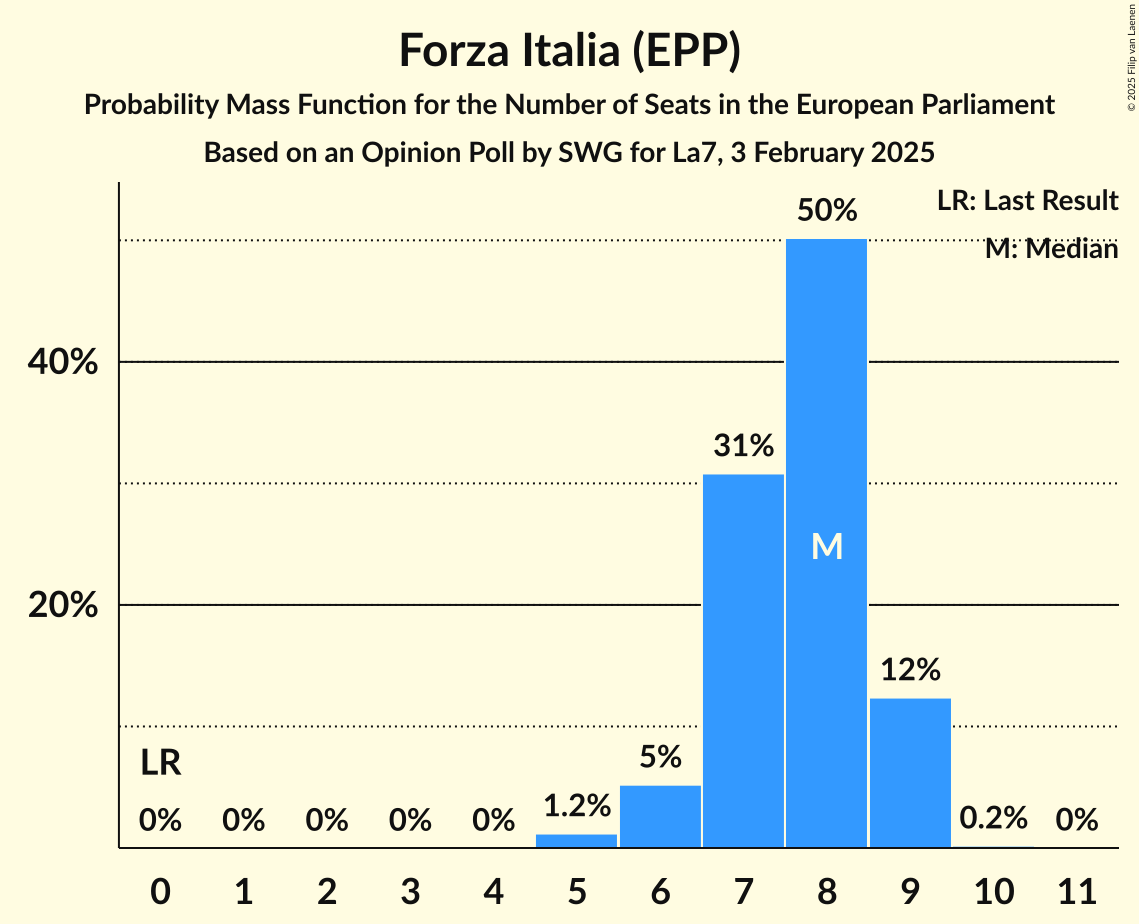 Forza Italia (EPP)
Probability Mass Function for the Number of Seats in the European Parliament
Based on an Opinion Poll by SWG for La7, 3 February 2025
© 2025 Filip van Laenen
LR: Last Result
M: Median
40%
20%
LR
0%
0%
0%
0%
0%
1.2%
5%
31%
50%
M
12%
0.2%
0%
0 1 2 3 4 5 6 7 8 9 10 11